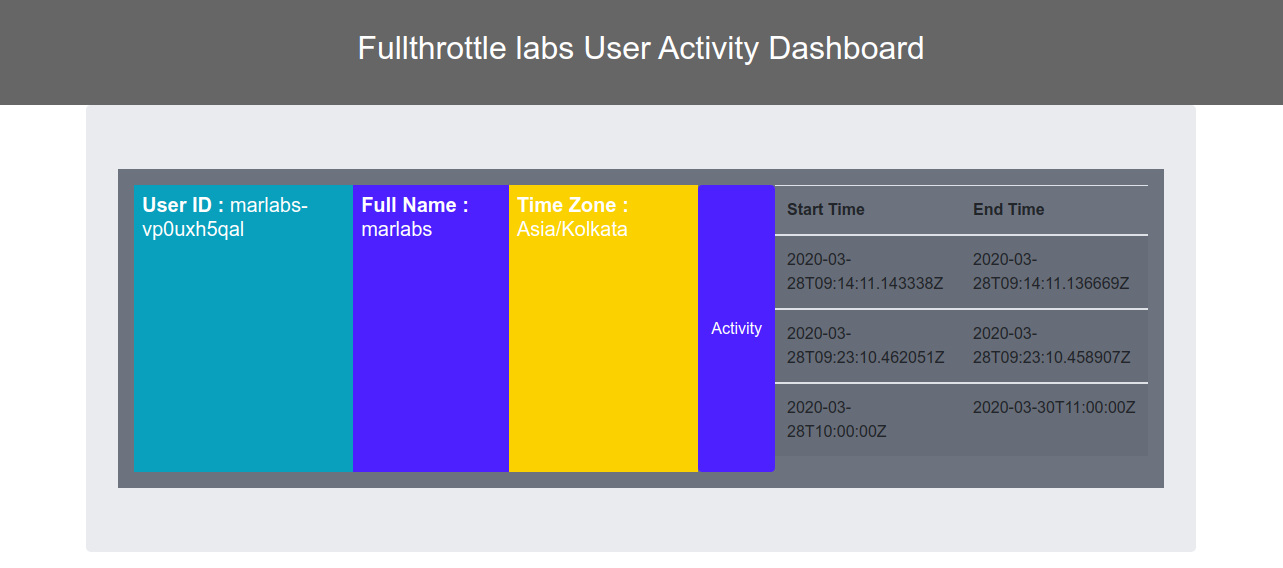 Fullthrottle labs User Activity Dashboard
User ID : marlabs-
vp0uxh5qal
Full Name :
marlabs
Time Zone :
Asia/Kolkata
Activity
Start Time End Time
2020-03- 2020-03-
28T09:14:11.143338Z 28T09:14:11.136669Z
2020-03- 2020-03-
28T09:23:10.462051Z 28T09:23:10.458907Z
2020-03- 2020-03-30T11:00:00Z
28T10:00:00Z